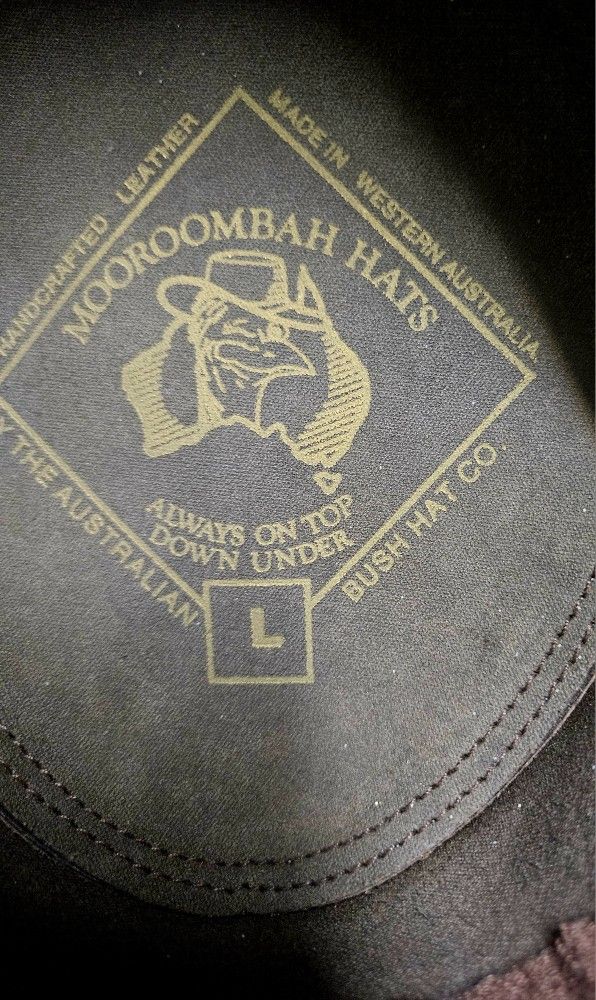 HANDCRAFTED LEATHER
MADE IN WESTERN AUSTRALIA
MOOROOMBAH HATS
ALWAYS ON TOP
DOWN UNDER
Y THE AUSTRALIAN
BUSH HAT CO.
L